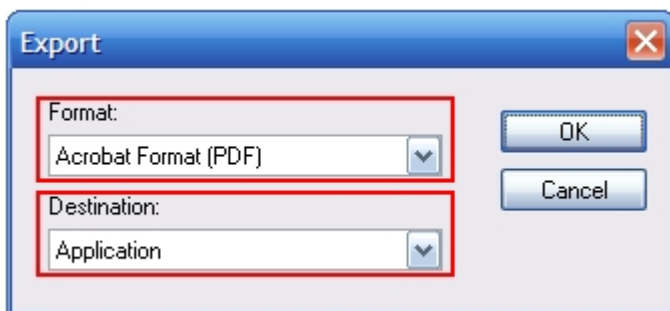 Export
Format:
Acrobat Format (PDF)
OK
Cancel
Destination:
Application